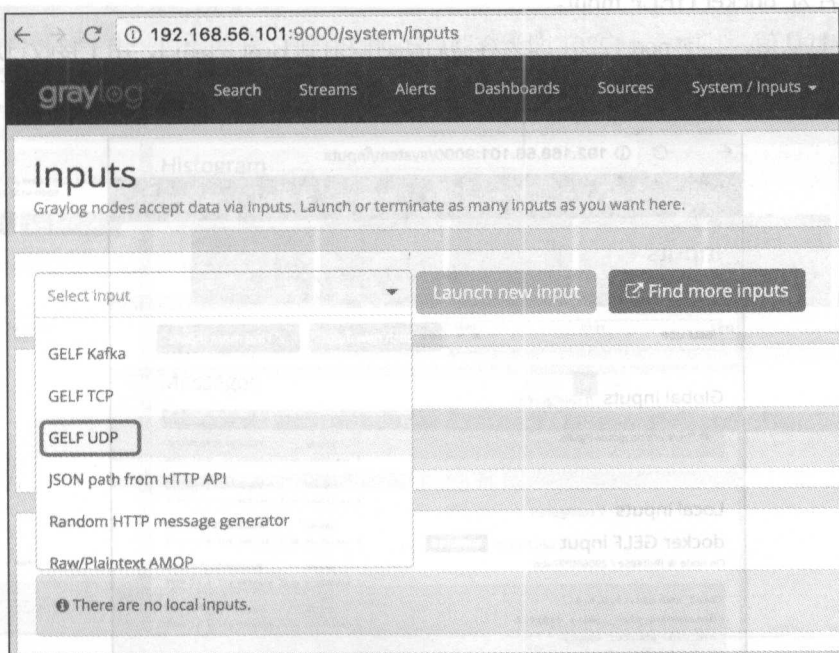 192.168.56.101:9000/system/inputs
graylog Search Streams Alerts Dashboards Sources System / Inputs
Inputs
Graylog nodes accept data via inputs. Launch or terminate as many inputs as you want here.
Select input Launch new input Find more inputs
GELF Kafka
GELF TCP
GELF UDP
JSON path from HTTP API
Random HTTP message generator
Raw/Plaintext AMQP
There are no local inputs.